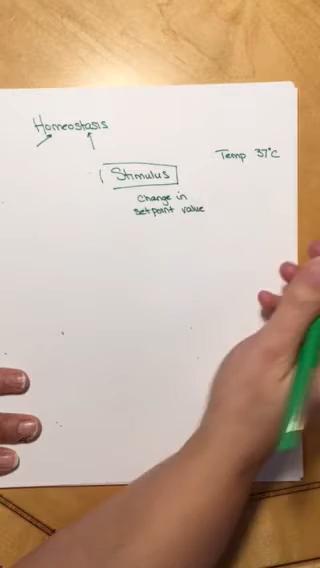 Homeostasis
Temp 37°C
Stimulus
Change in
setpoint value